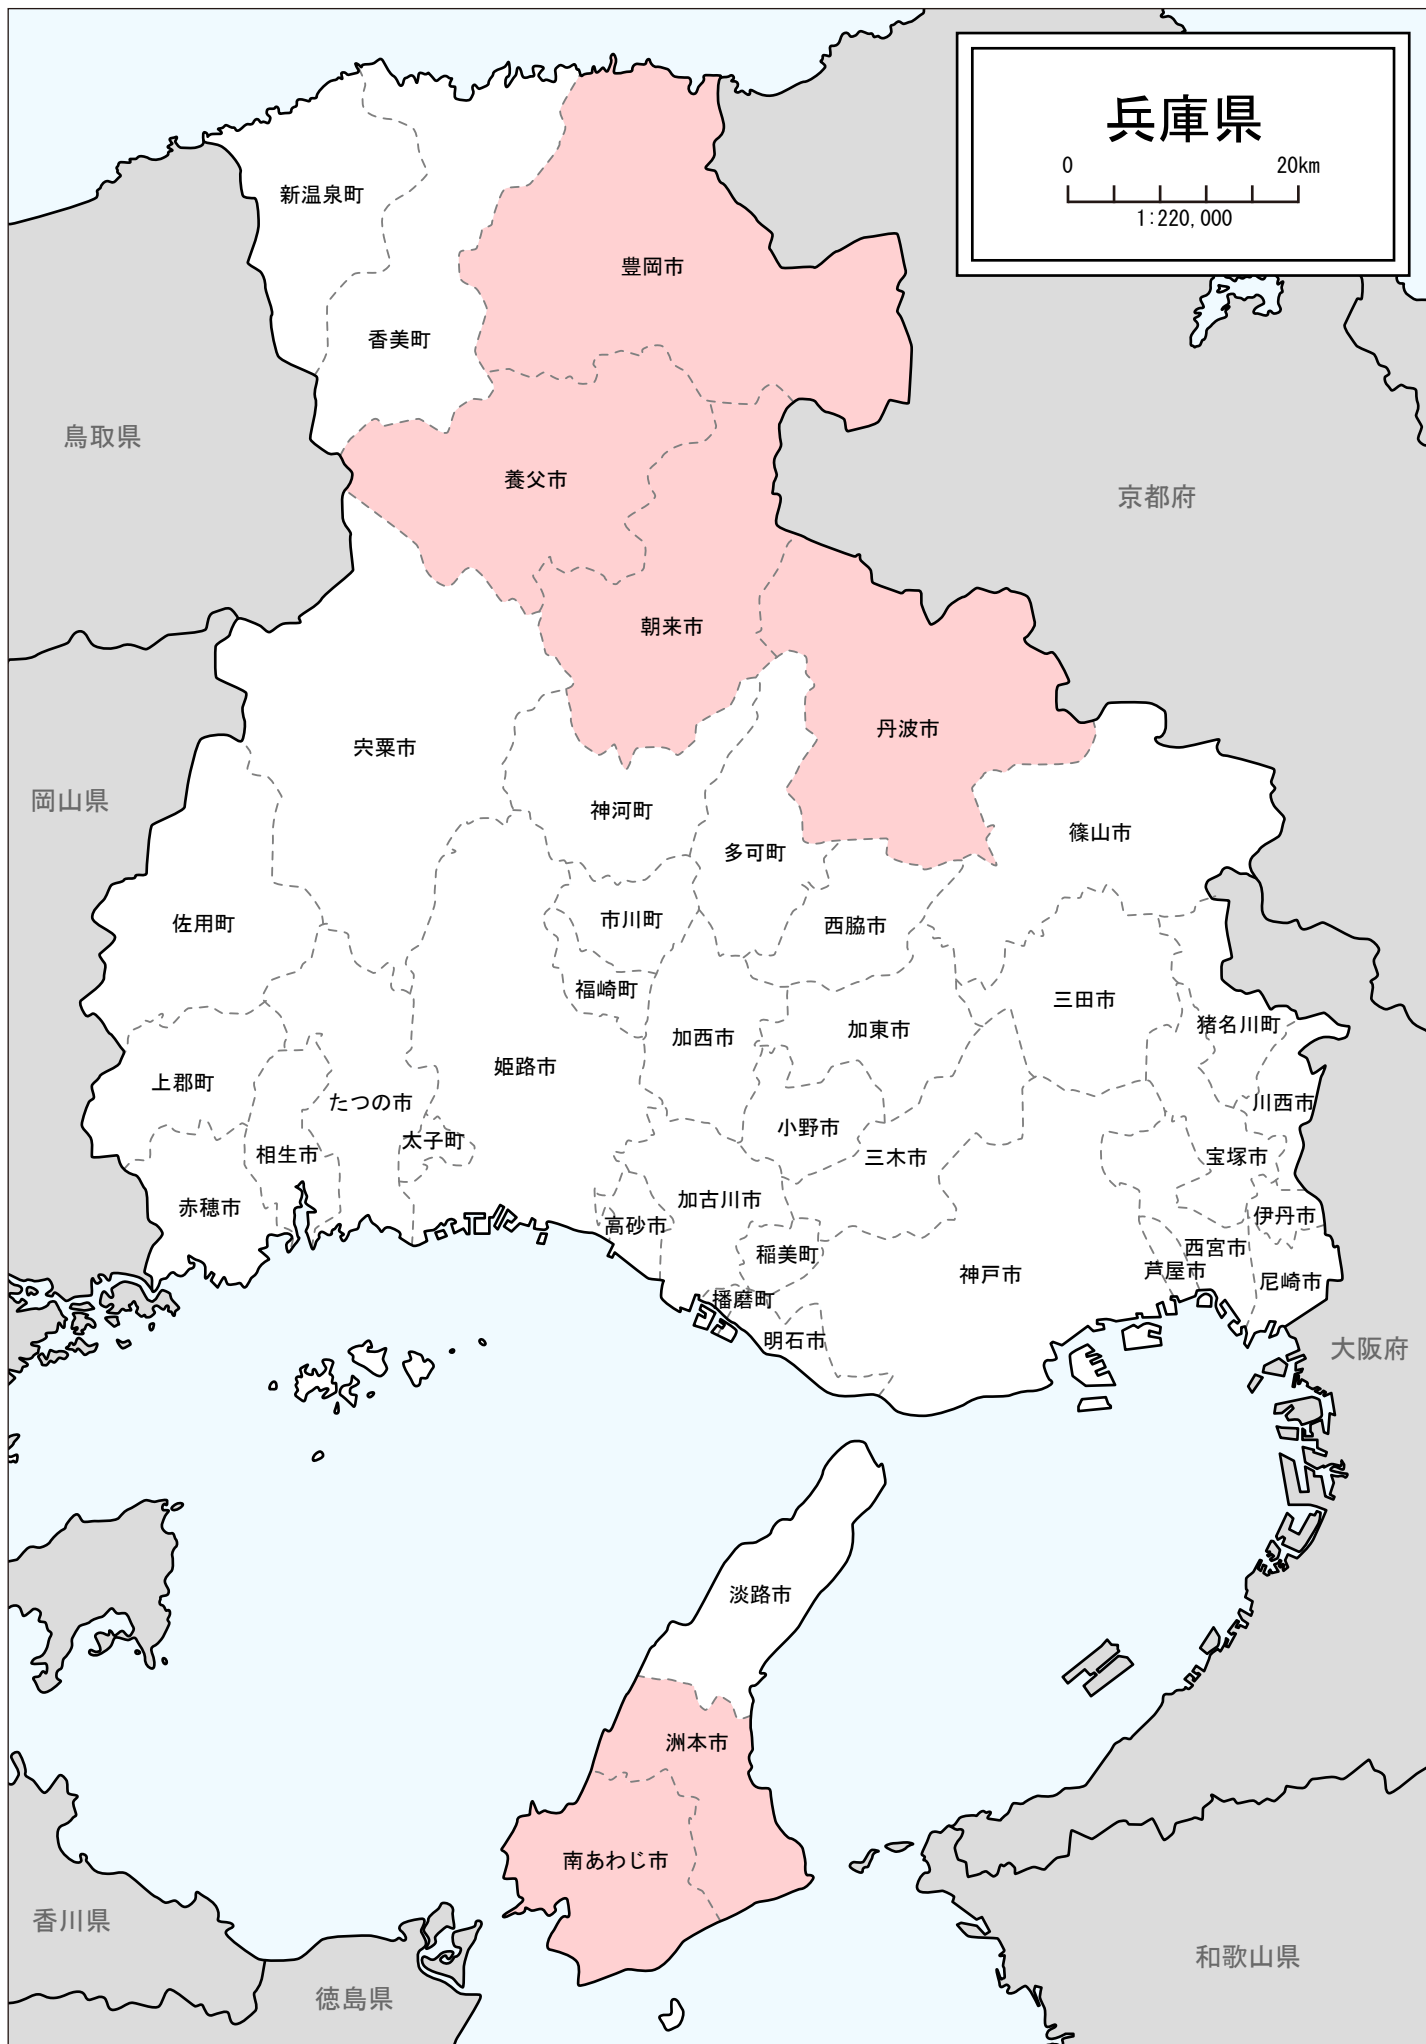 兵庫県
0 20km
1:220,000
新温泉町
豊岡市
香美町
鳥取県
養父市
京都府
朝来市
丹波市
宍粟市
岡山県
神河町
篠山市
多可町
佐用町
市川町
西脇市
福崎町
三田市
猪名川町
加西市
加東市
姫路市
上郡町
たつの市
川西市
小野市
太子町
相生市
三木市
宝塚市
赤穂市
加古川市
高砂市
伊丹市
西宮市
稲美町
芦屋市
神戸市
尼崎市
播磨町
明石市
大阪府
淡路市
洲本市
南あわじ市
香川県
和歌山県
徳島県